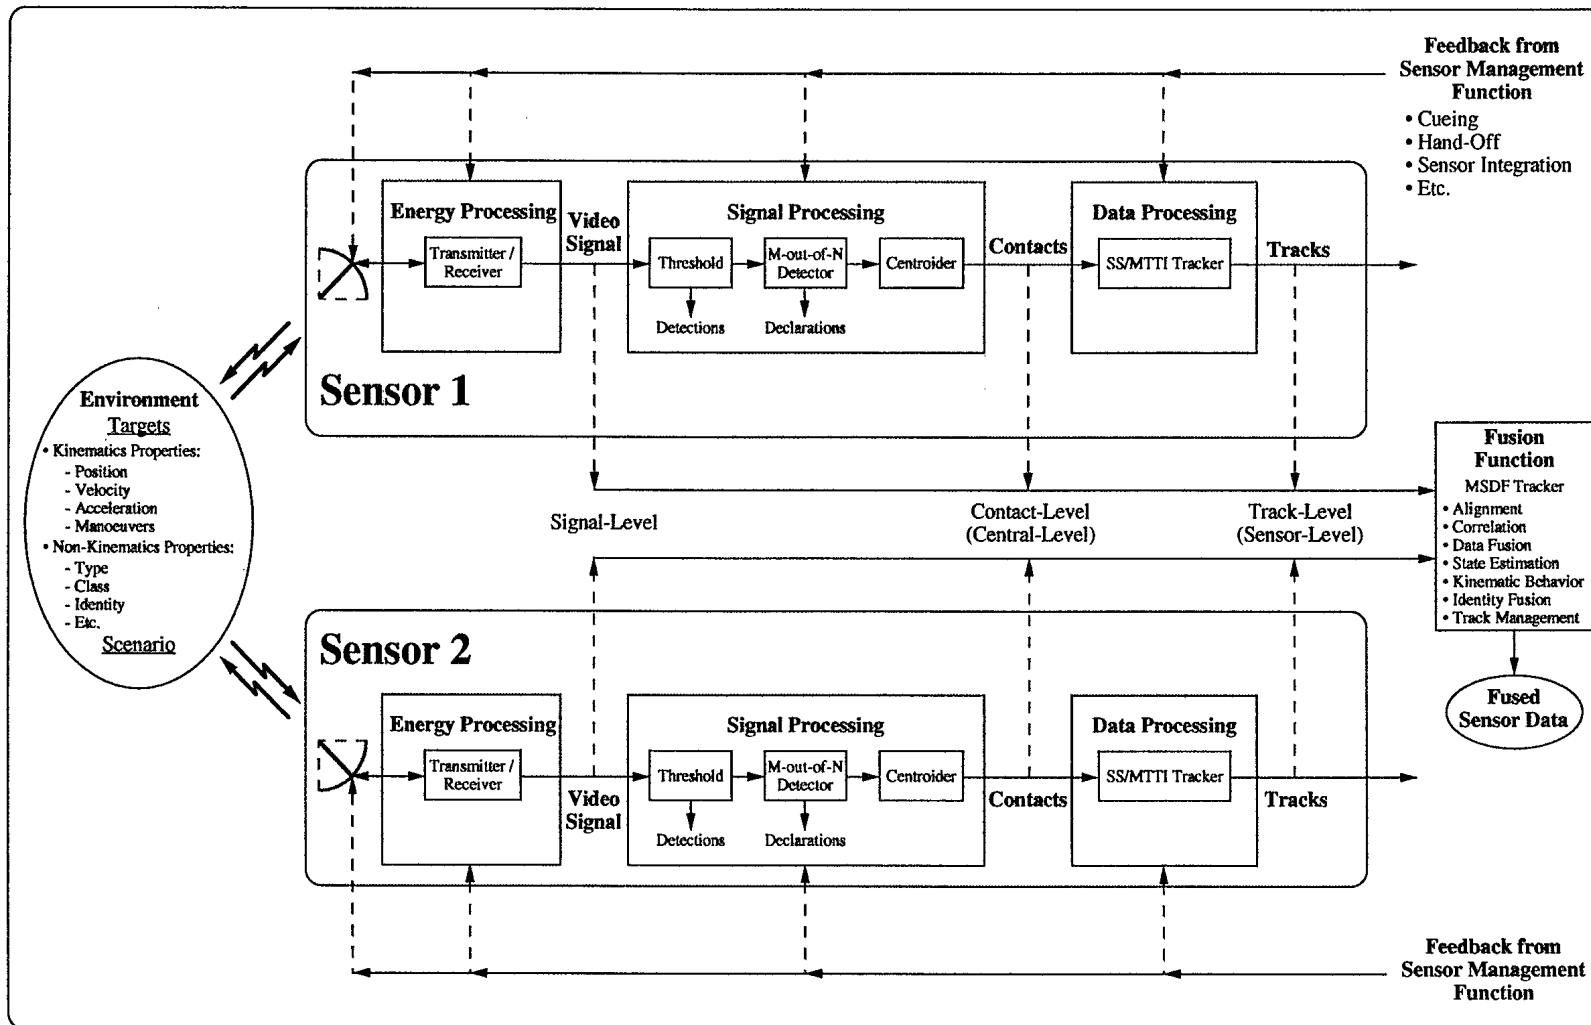 Feedback from
Sensor Management
Function
• Cueing
• Hand-Off
• Sensor Integration
• Etc.
Energy Processing
Transmitter /
Receiver
Video
Signal
Signal Processing
Threshold
M-out-of-N
Detector
Centroider
Detections
Declarations
Contacts
Data Processing
SS/MTTI Tracker
Tracks
Sensor 1
Environment
Targets
• Kinematics Properties:
- Position
- Velocity
- Acceleration
- Manoeuvers
• Non-Kinematics Properties:
- Type
- Class
- Identity
- Etc.
Scenario
Signal-Level
Contact-Level
(Central-Level)
Track-Level
(Sensor-Level)
Fusion
Function
MSDF Tracker
• Alignment
• Correlation
• Data Fusion
• State Estimation
• Kinematic Behavior
• Identity Fusion
• Track Management
Fused
Sensor Data
Sensor 2
Energy Processing
Transmitter /
Receiver
Video
Signal
Signal Processing
Threshold
M-out-of-N
Detector
Centroider
Detections
Declarations
Contacts
Data Processing
SS/MTTI Tracker
Tracks
Feedback from
Sensor Management
Function